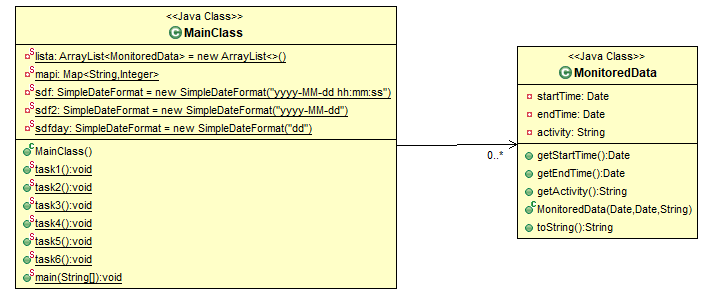 <<Java Class>>
MainClass
lista: ArrayList<MonitoredData> = new ArrayList<>()
mapi: Map<String,Integer>
sdf: SimpleDateFormat = new SimpleDateFormat("yyyy-MM-dd hh:mm:ss")
sdf2: SimpleDateFormat = new SimpleDateFormat("yyyy-MM-dd")
sdfday: SimpleDateFormat = new SimpleDateFormat("dd")
MainClass()
task1():void
task2():void
task3():void
task4():void
task5():void
task6():void
main(String[]):void
0..*
<<Java Class>>
MonitoredData
startTime: Date
endTime: Date
activity: String
getStartTime():Date
getEndTime():Date
getActivity():String
MonitoredData(Date,Date,String)
toString():String